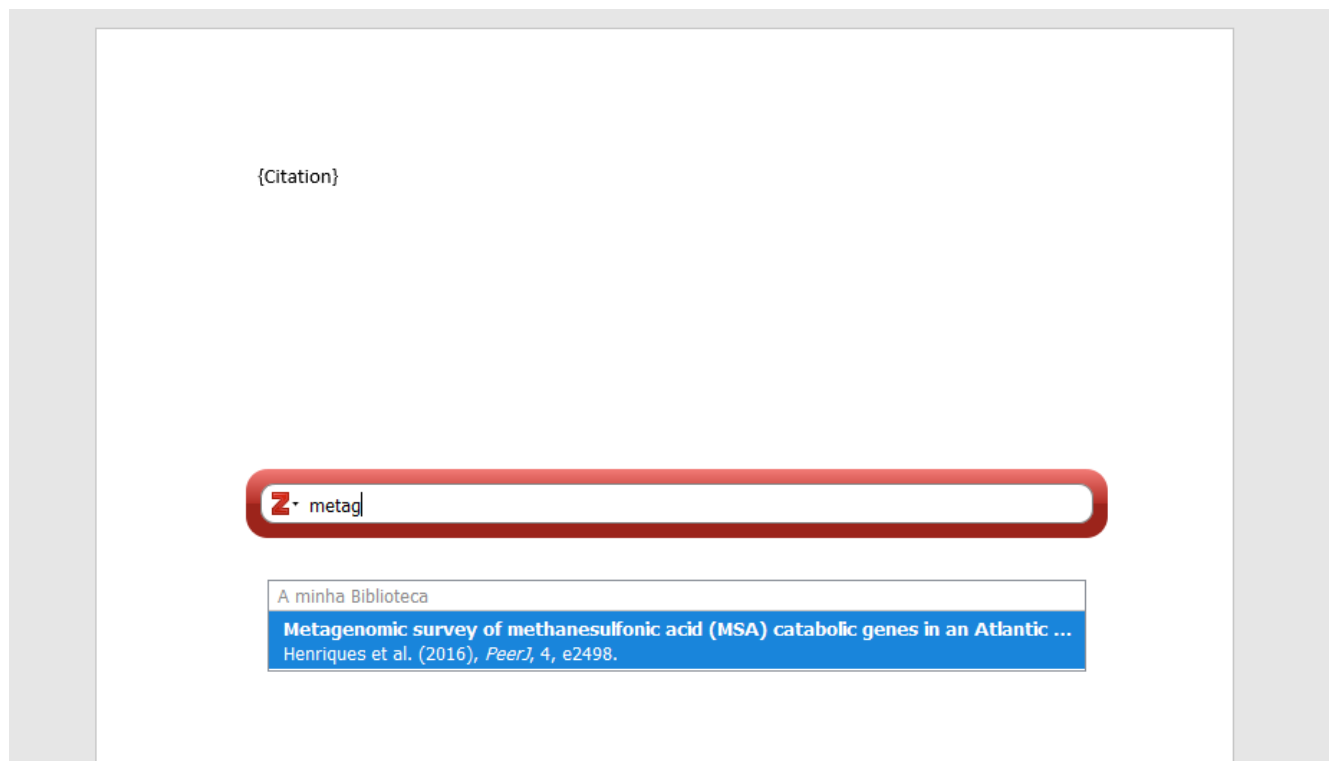 {Citation}
Z metag
A minha Biblioteca
Metagenomic survey of methanesulfonic acid (MSA) catabolic genes in an Atlantic ...
Henriques et al. (2016), PeerJ, 4, e2498.